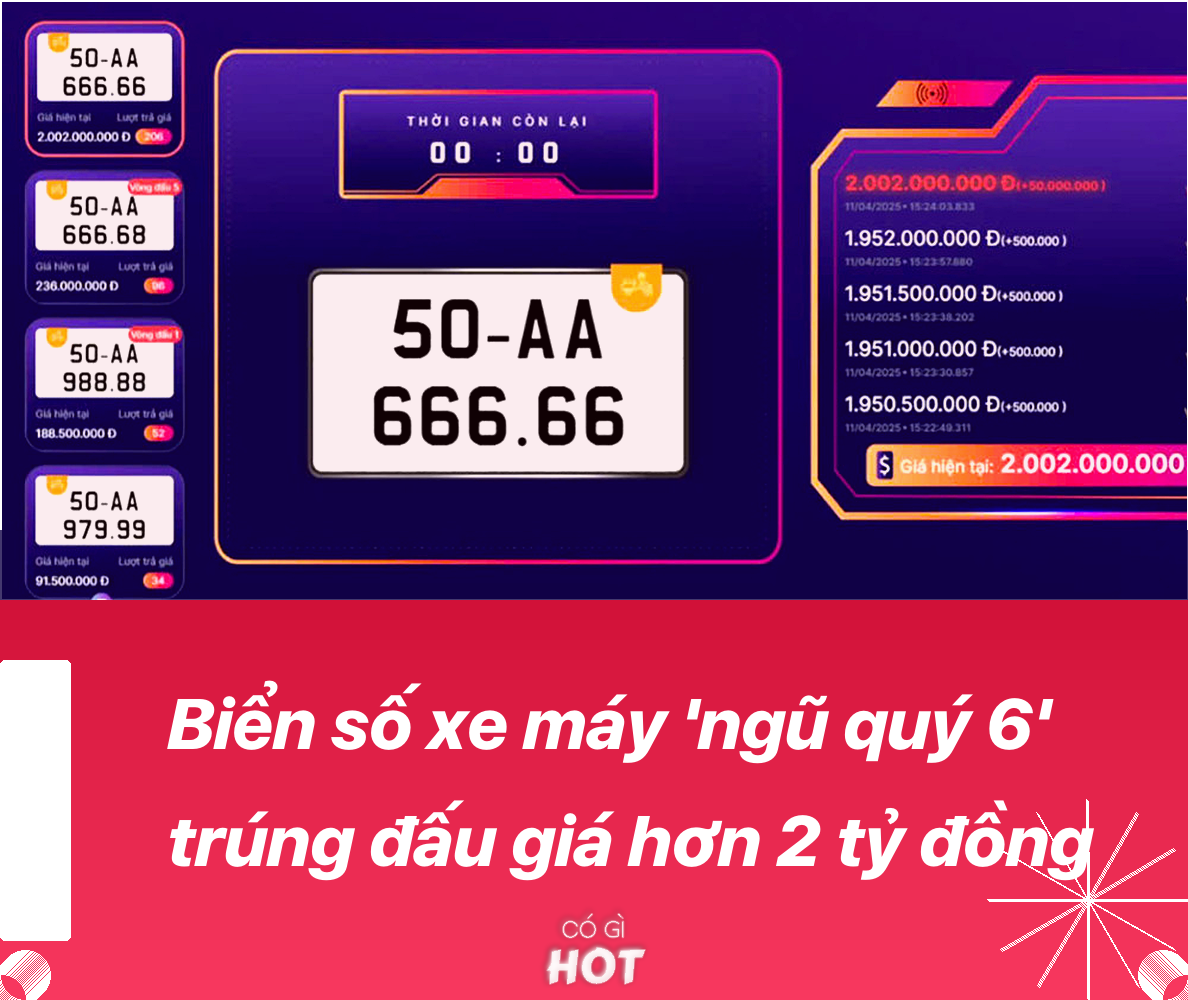 50-AA
666.66
Giá hiện tại Lượt trả giá
2.002.000.000 Đ 206
Vòng đấu 5
50-AA
666.68
Giá hiện tại Lượt trả giá
236.000.000 Đ 96
Vòng đấu 1
50-AA
988.88
Giá hiện tại Lượt trả giá
188.500.000 Đ 52
50-AA
979.99
Giá hiện tại Lượt trả giá
91.500.000 Đ 34
THỜI GIAN CÒN LẠI
00 : 00
50-AA
666.66
2.002.000.000 Đ(+50.000.000 )
11/04/2025 • 15:24:03.833
1.952.000.000 Đ(+500.000 )
11/04/2025 • 15:23:57.880
1.951.500.000 Đ(+500.000 )
11/04/2025 • 15:23:38.202
1.951.000.000 Đ(+500.000 )
11/04/2025 • 15:23:30.857
1.950.500.000 Đ(+500.000 )
11/04/2025 • 15:22:49.311
$ Giá hiện tại: 2.002.000.000
Biển số xe máy 'ngũ quý 6'
trúng đấu giá hơn 2 tỷ đồng
CÓ GÌ
HOT